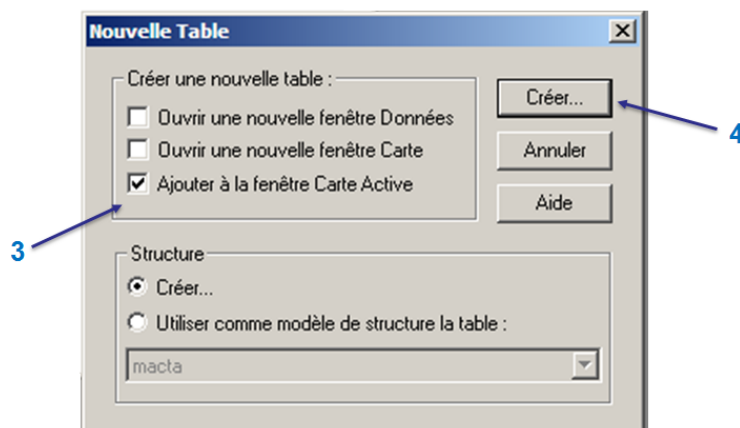 Nouvelle Table
Créer une nouvelle table :
Ouvrir une nouvelle fenêtre Données
Ouvrir une nouvelle fenêtre Carte
Ajouter à la fenêtre Carte Active
Créer...
Annuler
Aide
4
3
Structure
Créer...
Utiliser comme modèle de structure la table :
macta